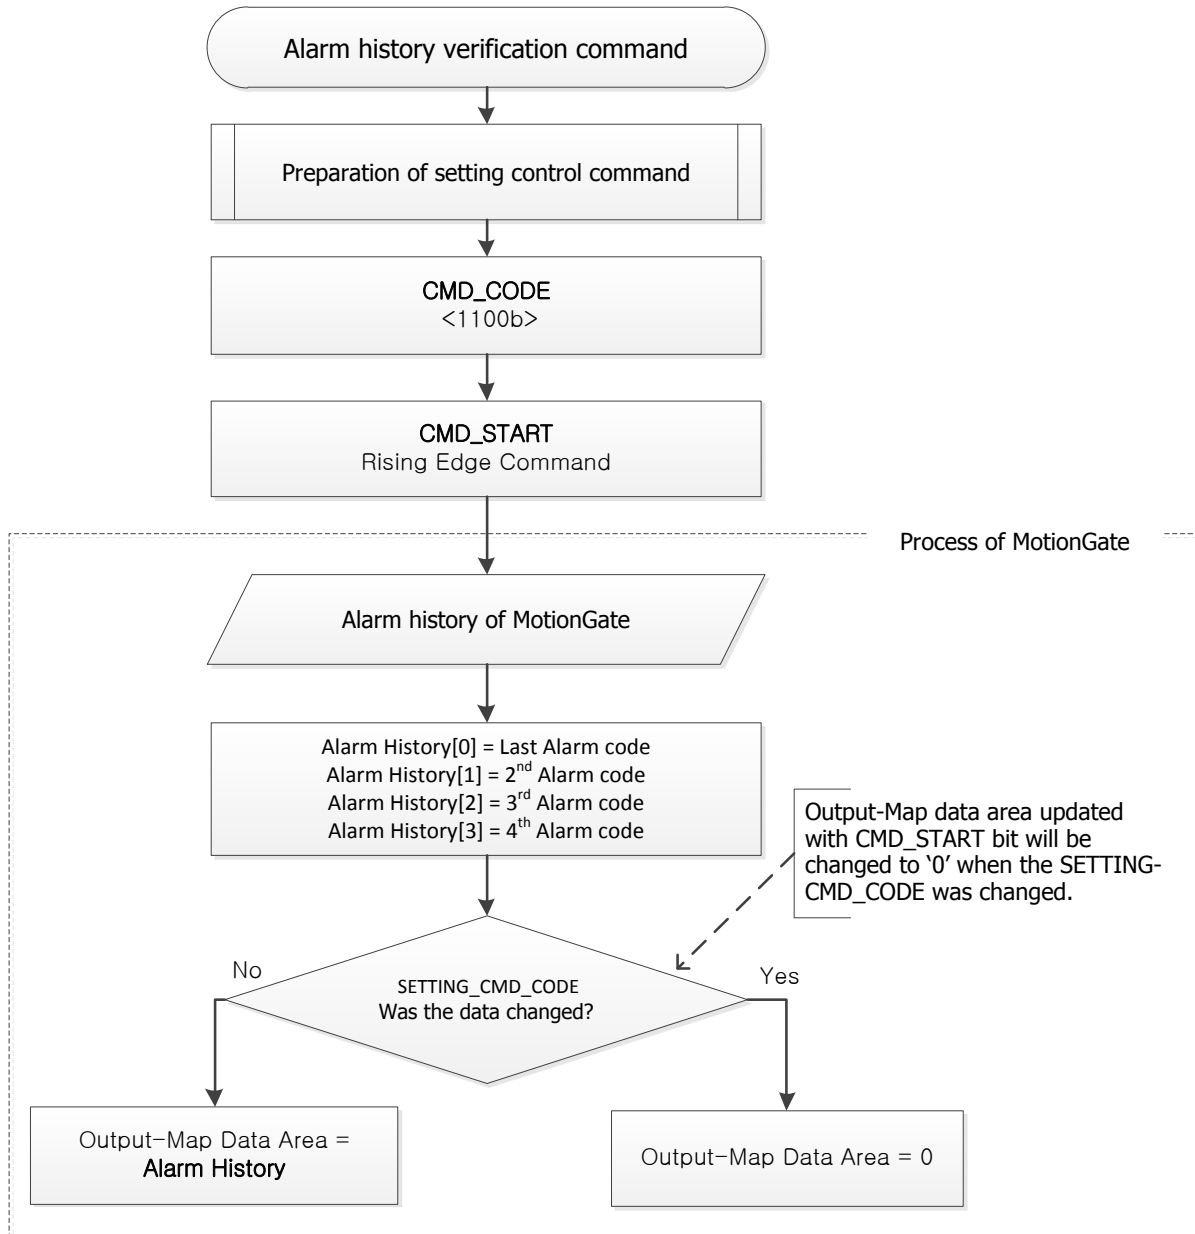 Alarm history verification command
Preparation of setting control command
CMD_CODE
<1100b>
CMD_START
Rising Edge Command
Process of MotionGate
Alarm history of MotionGate
Alarm History[0] = Last Alarm code
Alarm History[1] = 2nd Alarm code
Alarm History[2] = 3rd Alarm code
Alarm History[3] = 4th Alarm code
Output-Map data area updated
with CMD_START bit will be
changed to ‘0’ when the SETTING-
CMD_CODE was changed.
No
Yes
SETTING_CMD_CODE
Was the data changed?
Output-Map Data Area =
Alarm History
Output-Map Data Area = 0